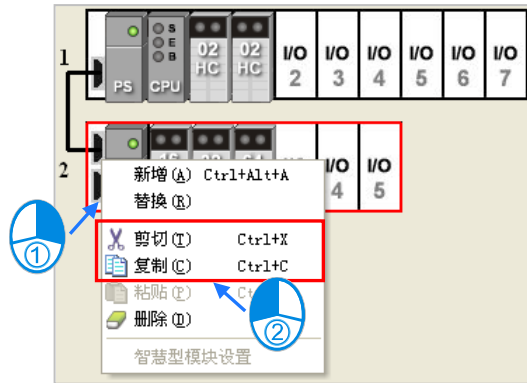 1
S
E
B
PS
CPU
02
HC
02
HC
I/O
2
I/O
3
I/O
4
I/O
5
I/O
6
I/O
7
2
I/O
4
I/O
5
新增(A) Ctrl+Alt+A
替换(R)
剪切(T) Ctrl+X
复制(C) Ctrl+C
粘贴(P)
删除(D)
智慧型模块设置
①
②